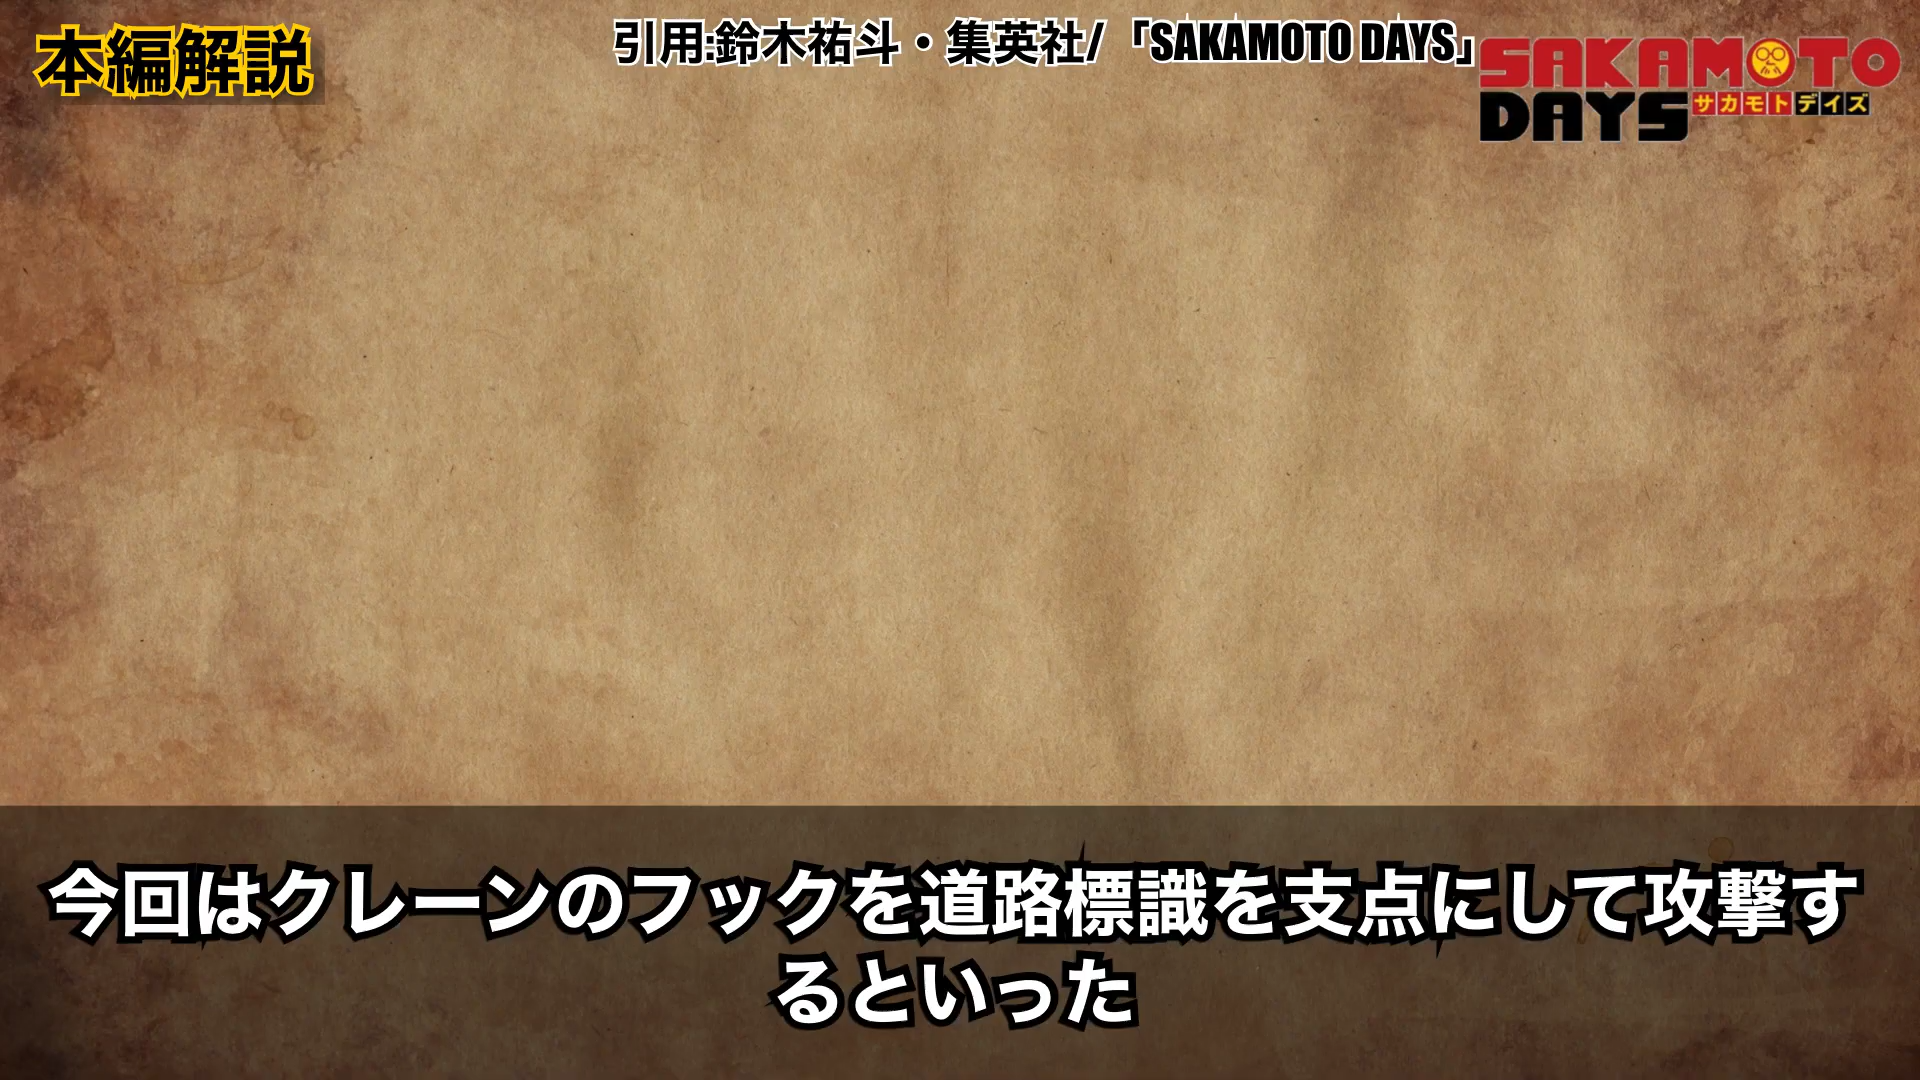 本編解説
引用:鈴木祐斗・集英社/「SAKAMOTO DAYS」
SAKAMOTO
DAYS サカモトデイズ
今回はクレーンのフックを道路標識を支点にして攻撃す
るといった